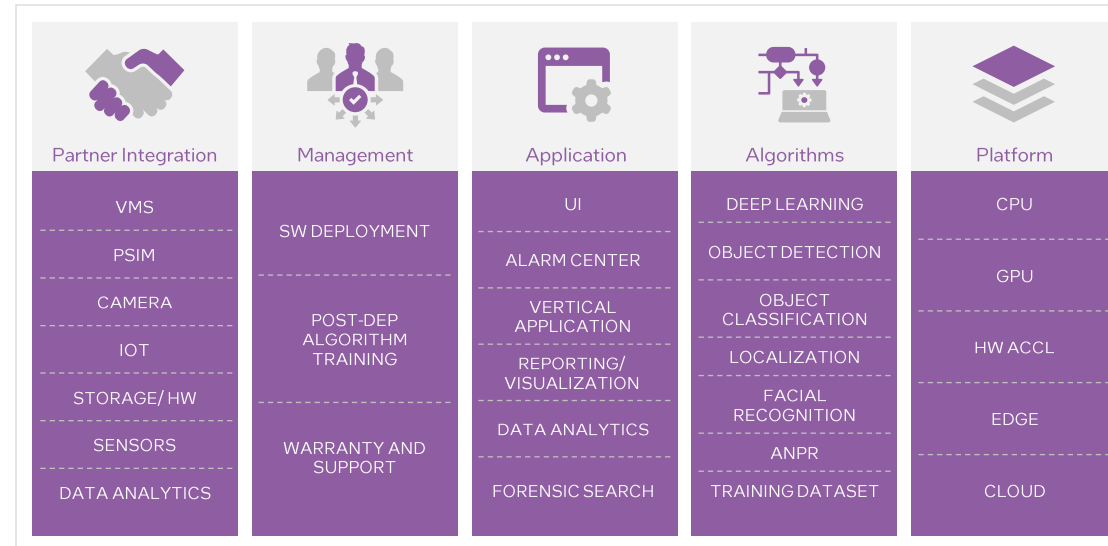 Partner Integration
VMS
PSIM
CAMERA
IOT
STORAGE/ HW
SENSORS
DATA ANALYTICS
Management
SW DEPLOYMENT
POST-DEP
ALGORITHM
TRAINING
WARRANTY AND
SUPPORT
Application
UI
ALARM CENTER
VERTICAL
APPLICATION
REPORTING/
VISUALIZATION
DATA ANALYTICS
FORENSIC SEARCH
Algorithms
DEEP LEARNING
OBJECT DETECTION
OBJECT
CLASSIFICATION
LOCALIZATION
FACIAL
RECOGNITION
ANPR
TRAINING DATASET
Platform
CPU
GPU
HW ACCL
EDGE
CLOUD